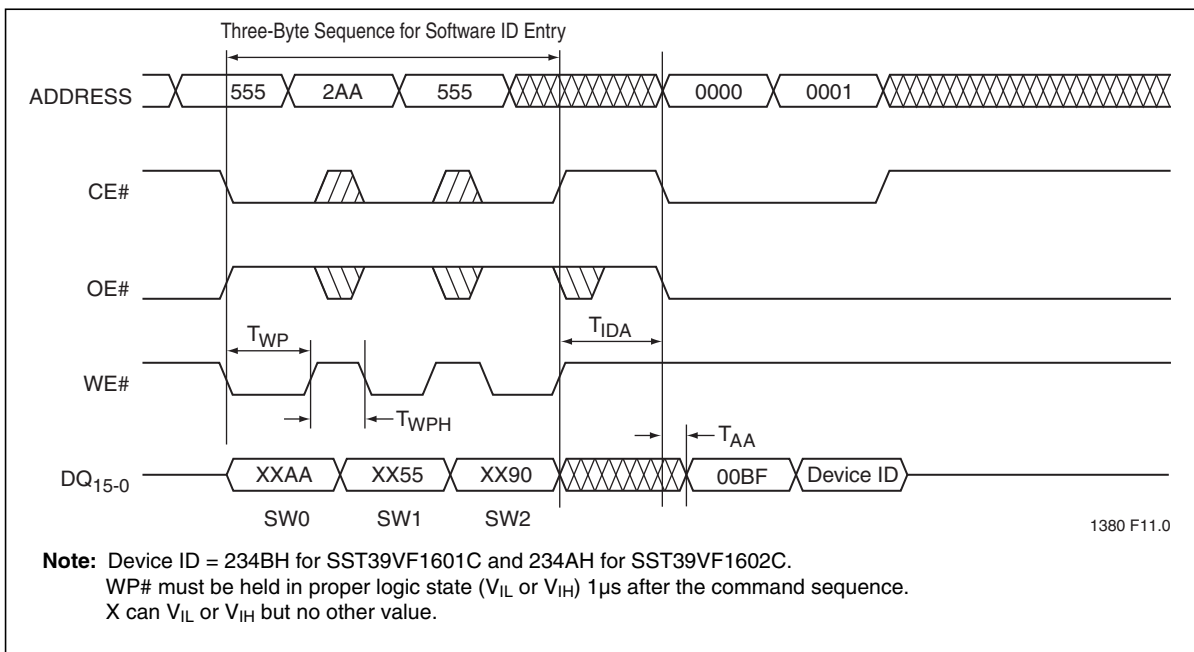 Three-Byte Sequence for Software ID Entry
ADDRESS 555 2AA 555 0000 0001
CE#
OE#
TWP TIDA
WE#
TWPH
TAA
DQ15-0 XXAA XX55 XX90 00BF Device ID
SW0 SW1 SW2
1380 F11.0
Note: Device ID = 234BH for SST39VF1601C and 234AH for SST39VF1602C.
WP# must be held in proper logic state (VIL or VIH) 1µs after the command sequence.
X can VIL or VIH but no other value.